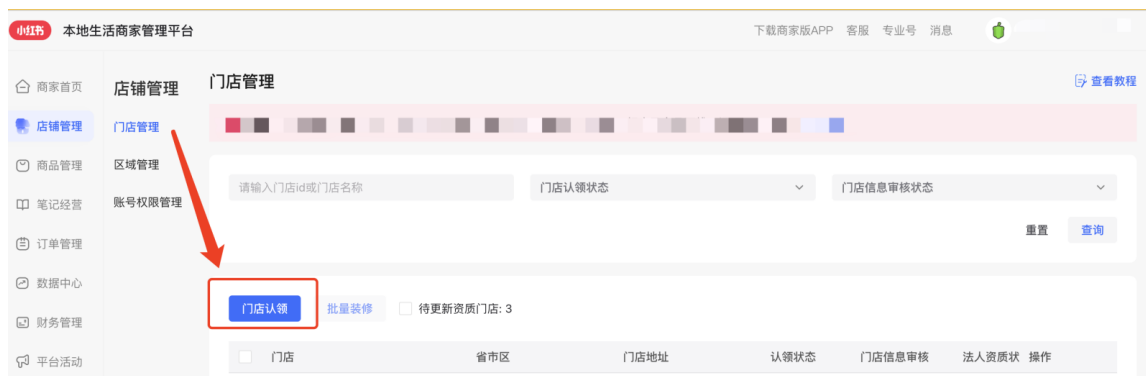 小红书 本地生活商家管理平台 下载商家版APP 客服 专业号 消息
商家首页
店铺管理
商品管理
笔记经营
订单管理
数据中心
财务管理
平台活动
店铺管理
门店管理
区域管理
账号权限管理
门店管理 查看教程
请输入门店id或门店名称 门店认领状态 门店信息审核状态
重置 查询
门店认领 批量装修 待更新资质门店: 3
门店 省市区 门店地址 认领状态 门店信息审核 法人资质状 操作